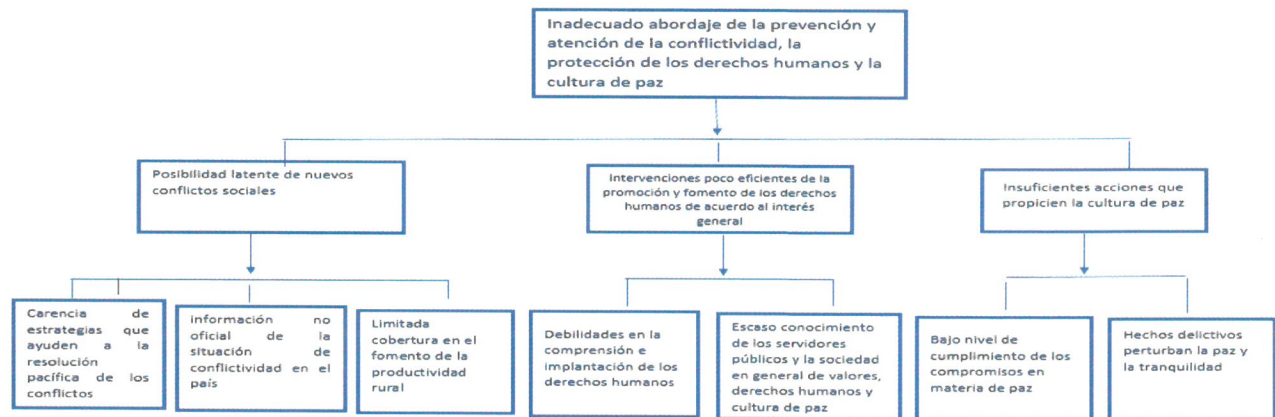 Inadecuado abordaje de la prevención y
atención de la conflictividad, la
protección de los derechos humanos y la
cultura de paz
Posibilidad latente de nuevos
conflictos sociales
Intervenciones poco eficientes de la
promoción y fomento de los derechos
humanos de acuerdo al interés
general
Insuficientes acciones que
propicien la cultura de paz
Carencia de
estrategias que
ayuden a la
resolución
pacífica de los
conflictos
Información no
oficial de la
situación de
conflictividad en el
país
Limitada
cobertura en el
fomento de la
productividad
rural
Debilidades en la
comprensión e
implantación de los
derechos humanos
Escaso conocimiento
de los servidores
públicos y la sociedad
en general de valores,
derechos humanos y
cultura de paz
Bajo nivel de
cumplimiento de los
compromisos en
materia de paz
Hechos delictivos
perturban la paz y
la tranquilidad